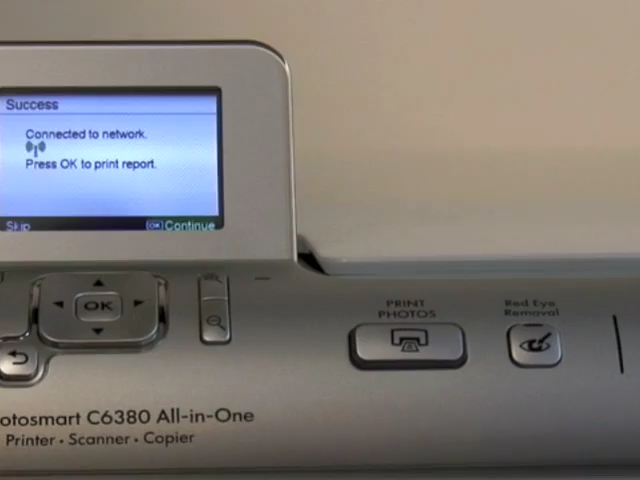 Success
Connected to network.
Press OK to print report.
Skip
OK Continue
OK
PRINT
PHOTOS
Red Eye
Removal
otosmart C6380 All-in-One
Printer • Scanner • Copier